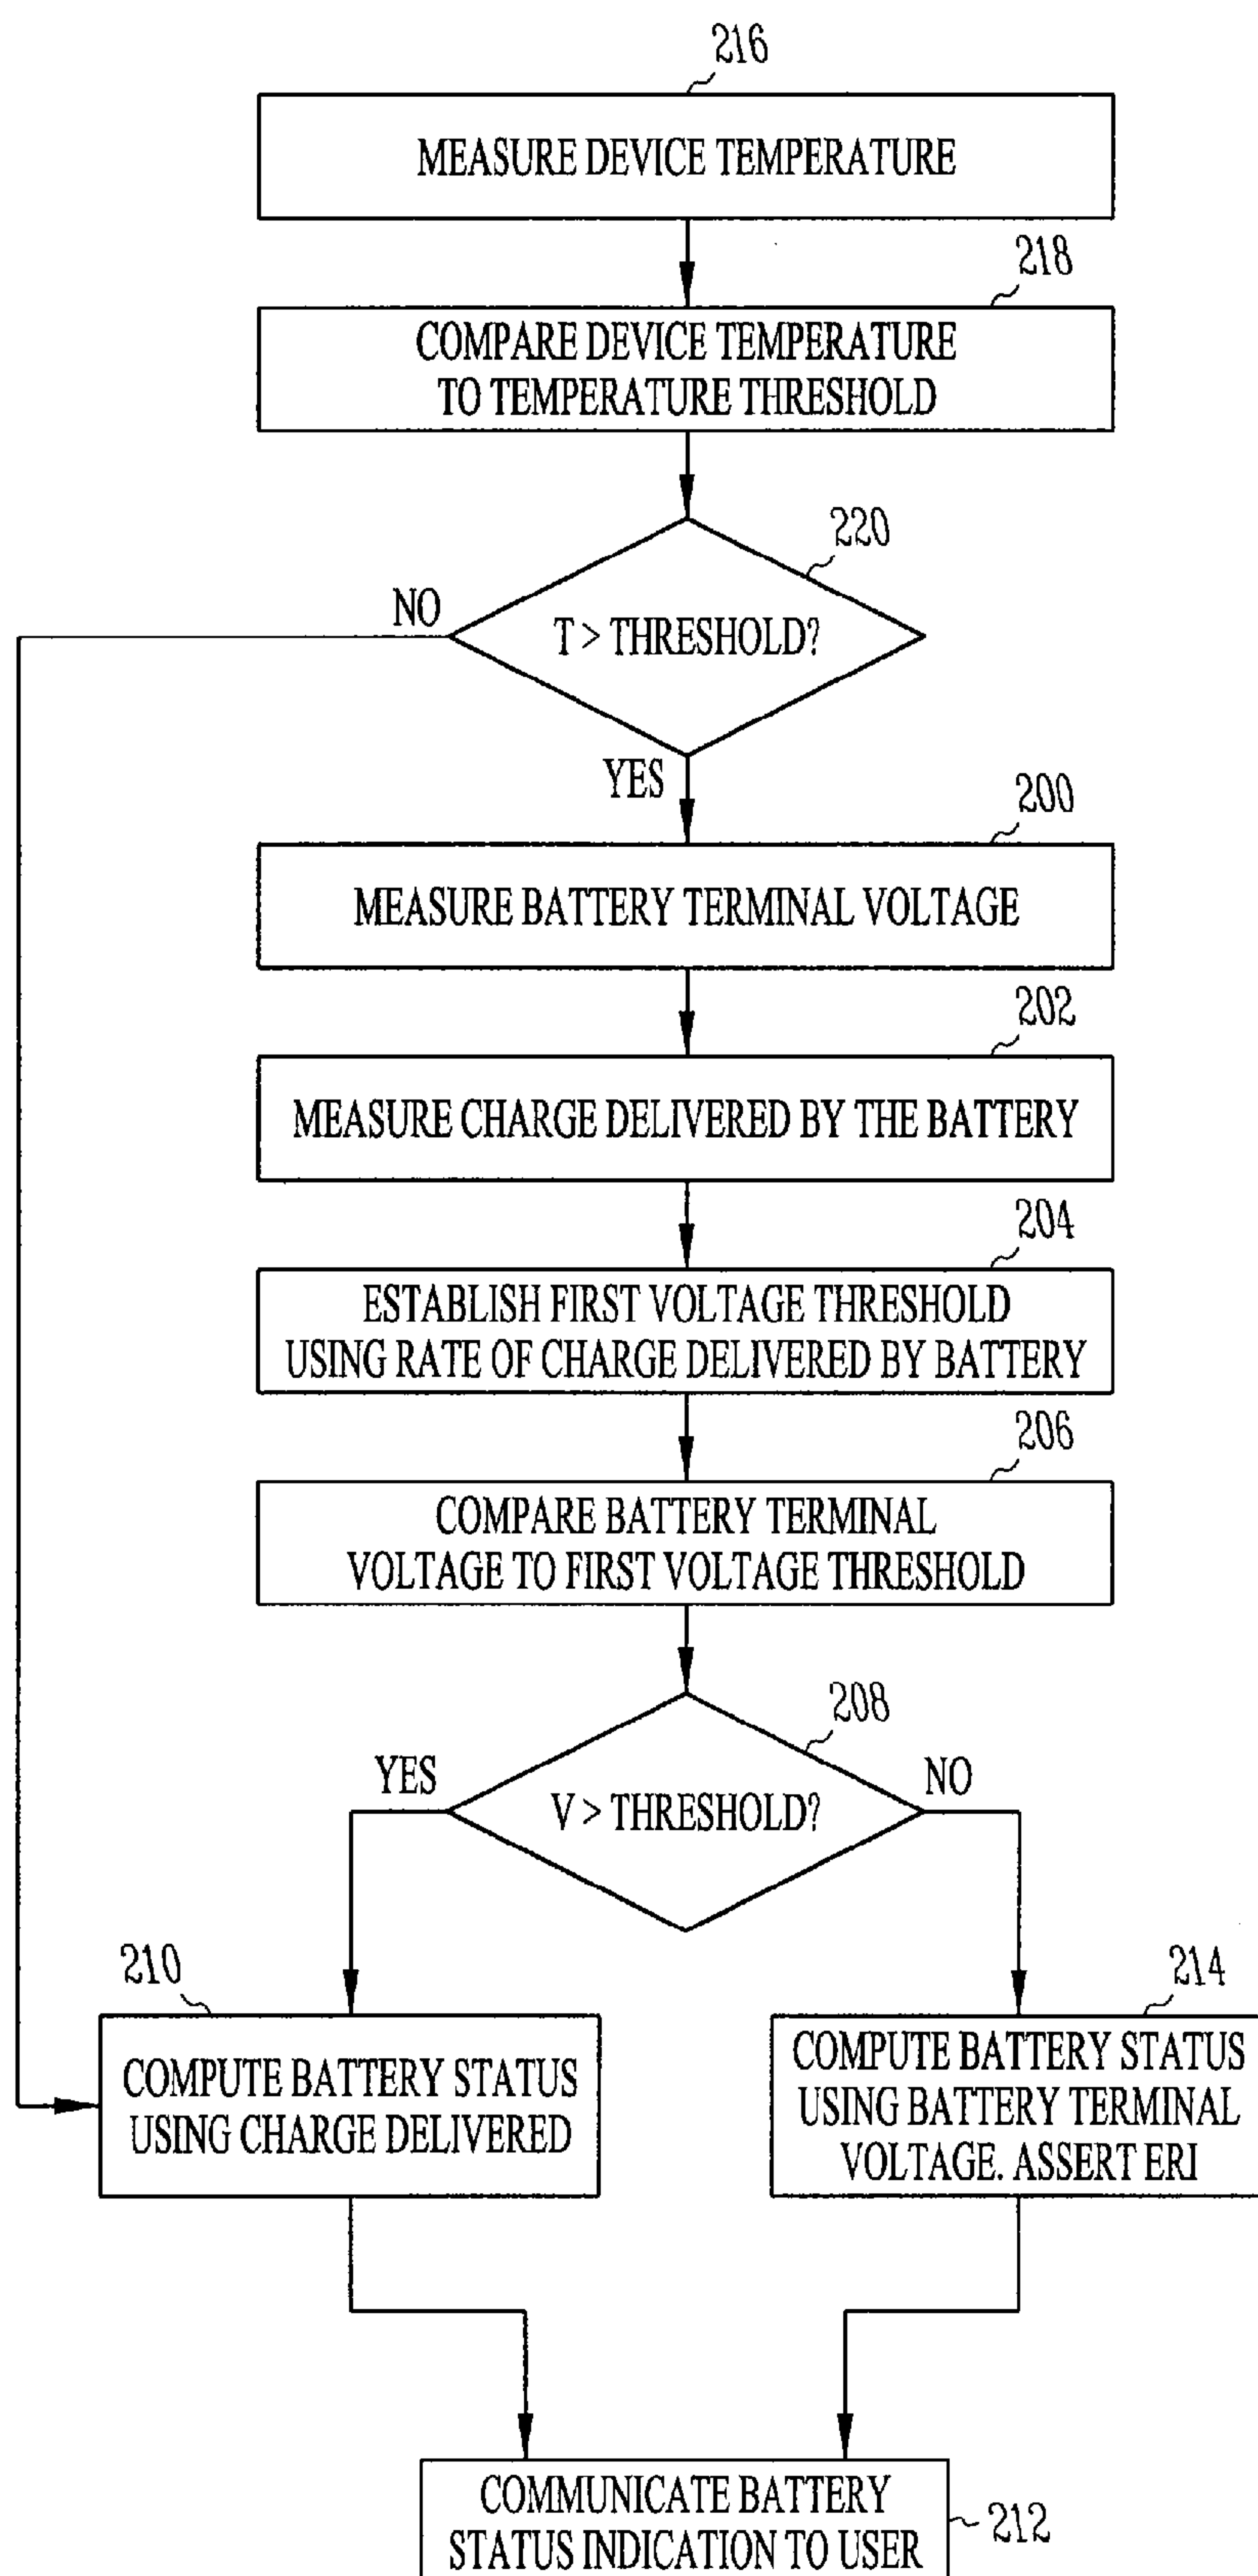 216
MEASURE DEVICE TEMPERATURE
218
COMPARE DEVICE TEMPERATURE
TO TEMPERATURE THRESHOLD
220
NO
T > THRESHOLD?
YES
200
MEASURE BATTERY TERMINAL VOLTAGE
202
MEASURE CHARGE DELIVERED BY THE BATTERY
204
ESTABLISH FIRST VOLTAGE THRESHOLD
USING RATE OF CHARGE DELIVERED BY BATTERY
206
COMPARE BATTERY TERMINAL
VOLTAGE TO FIRST VOLTAGE THRESHOLD
208
YES
V > THRESHOLD?
NO
210
COMPUTE BATTERY STATUS
USING CHARGE DELIVERED
214
COMPUTE BATTERY STATUS
USING BATTERY TERMINAL
VOLTAGE. ASSERT ERI
COMMUNICATE BATTERY
STATUS INDICATION TO USER
212